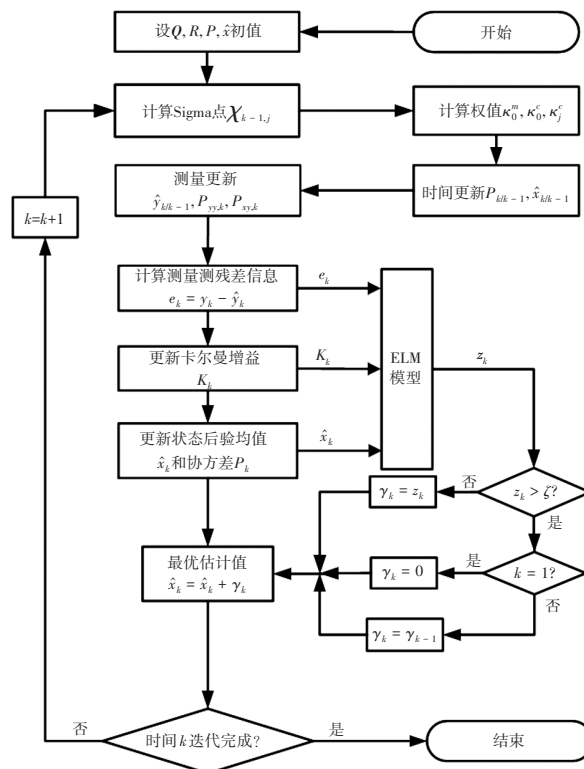 设Q, R, P, x̂初值
开始
计算Sigma点χ_{k-1,j}
计算权值κ_0^m, κ_0^c, κ_j^c
测量更新
ŷ_{k/k-1}, P_{yy,k}, P_{xy,k}
时间更新P_{k/k-1}, x̂_{k/k-1}
k=k+1
计算测量测残差信息
e_k = y_k − ŷ_k
e_k
更新卡尔曼增益
K_k
K_k
ELM
模型
z_k
更新状态后验均值
x̂_k和协方差P_k
x̂_k
z_k > ζ?
否
γ_k = z_k
是
最优估计值
x̂_k = x̂_k + γ_k
k = 1?
是
γ_k = 0
否
γ_k = γ_{k-1}
时间k迭代完成?
否
是
结束